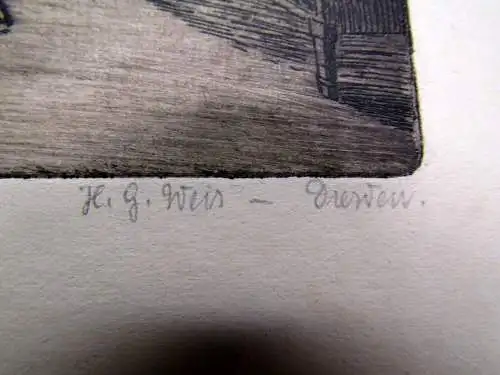 H. G. Weis – Dresden.